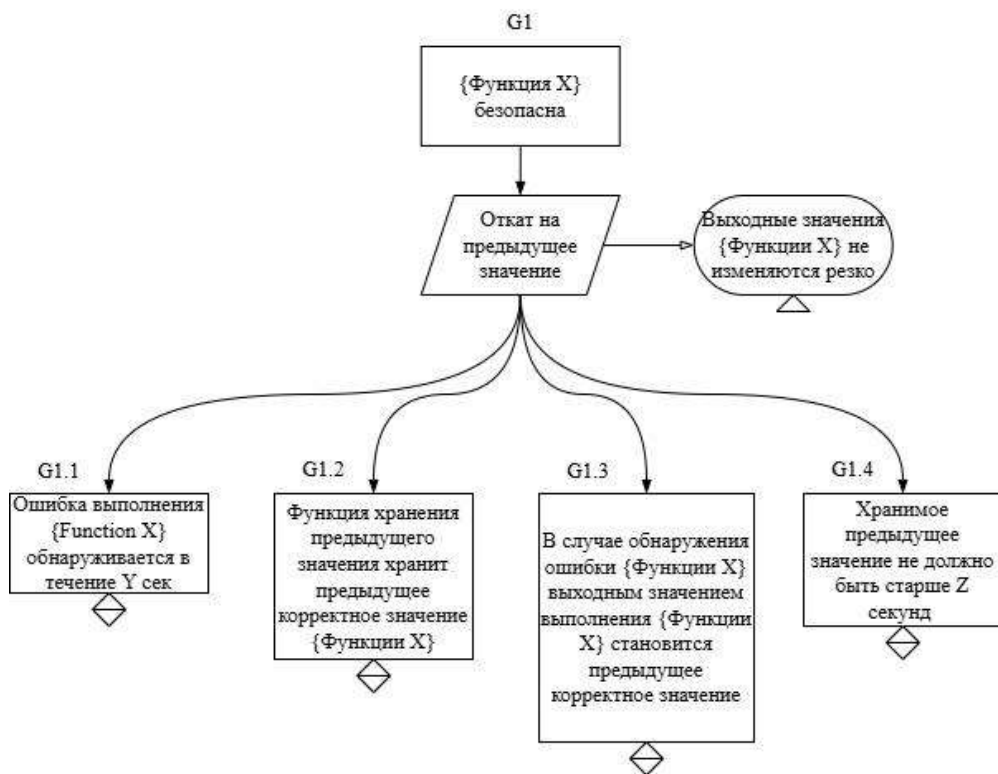 G1
{Функция X}
безопасна
Откат на
предыдущее
значение
Выходные значения
{Функции X} не
изменяются резко
G1.1
Ошибка выполнения
{Function X}
обнаруживается в
течение Y сек
G1.2
Функция хранения
предыдущего
значения хранит
предыдущее
корректное значение
{Функции X}
G1.3
В случае обнаружения
ошибки {Функции X}
выходным значением
выполнения {Функции
X} становится
предыдущее
корректное значение
G1.4
Хранимое
предыдущее
значение не должно
быть старше Z
секунд